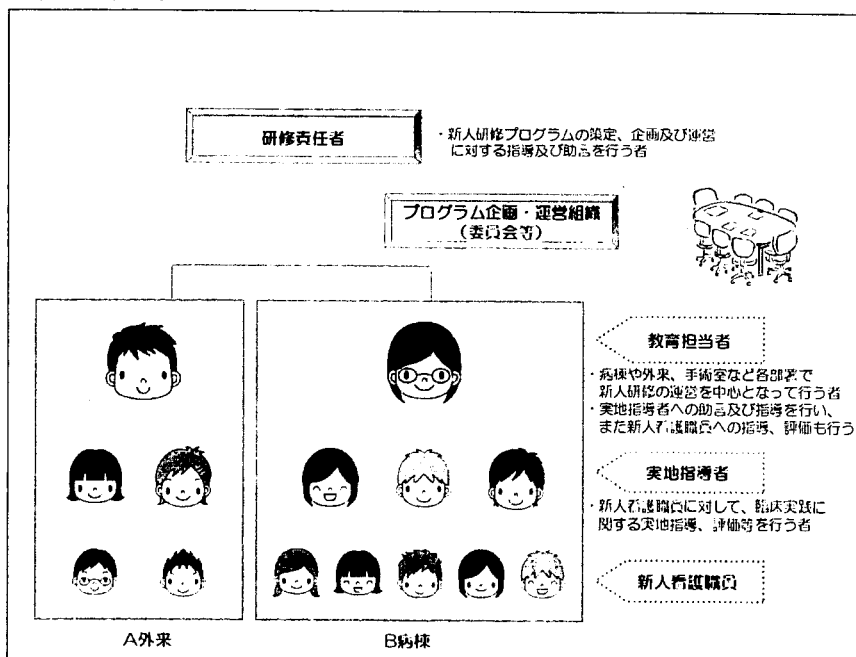 研修責任者
・新人研修プログラムの策定、企画及び運営
に対する指導及び助言を行う者
プログラム企画・運営組織
(委員会等)
教育担当者
・病棟や外来、手術室など各部署で
新人研修の運営を中心となって行う者
・実地指導者への助言及び指導を行い、
また新人看護職員への指導、評価も行う
実地指導者
・新人看護職員に対して、臨床実践に
関する実地指導、評価等を行う者
新人看護職員
A外来
B病棟